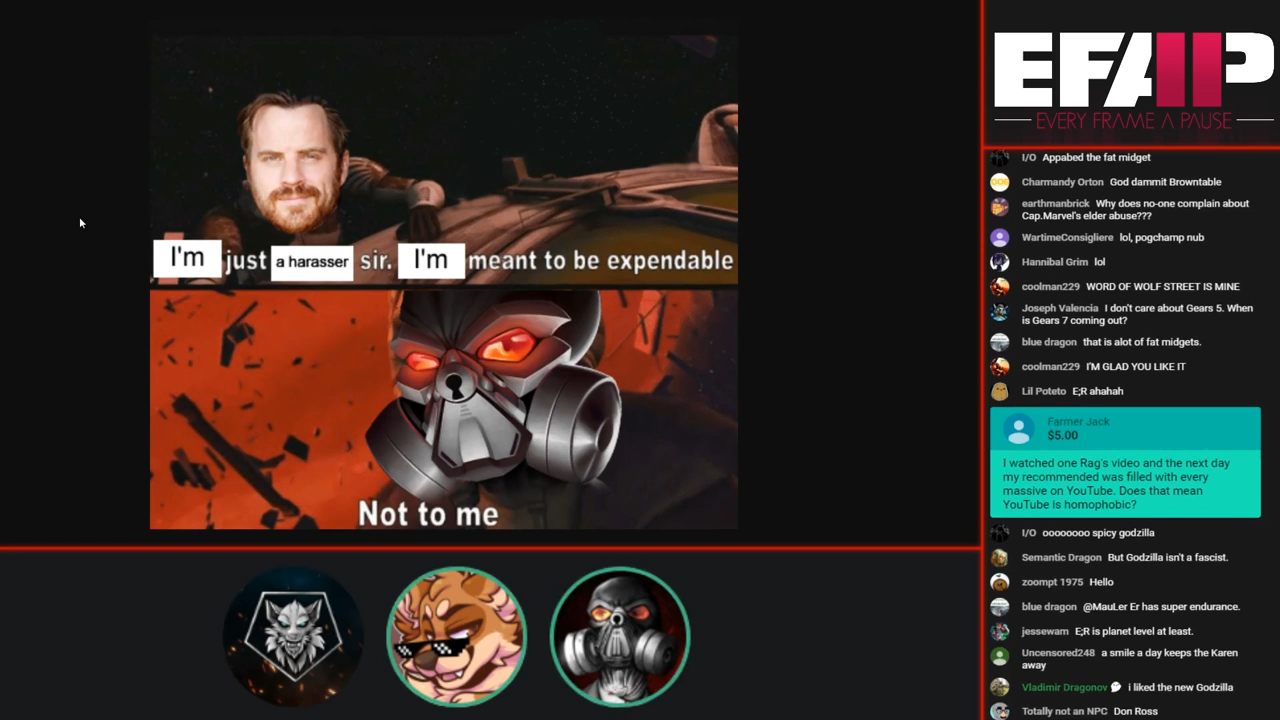 I'm just a harasser sir. I'm meant to be expendable
Not to me
EFAP
EVERY FRAME A PAUSE
I/O Appabed the fat midget
Charmandy Orton God dammit Browntable
earthmanbrick Why does no-one complain about
Cap.Marvel's elder abuse???
WartimeConsigliere lol, pogchamp nub
Hannibal Grim lol
coolman229 WORD OF WOLF STREET IS MINE
Joseph Valencia I don't care about Gears 5. When
is Gears 7 coming out?
blue dragon that is alot of fat midgets.
coolman229 I'M GLAD YOU LIKE IT
Lil Poteto E;R ahahah
Farmer Jack
$5.00
I watched one Rag's video and the next day
my recommended was filled with every
massive on YouTube. Does that mean
YouTube is homophobic?
I/O oooooooo spicy godzilla
Semantic Dragon But Godzilla isn't a fascist.
zoompt 1975 Hello
blue dragon @MauLer Er has super endurance.
jessewam E;R is planet level at least.
Uncensored248 a smile a day keeps the Karen
away
Vladimir Dragonov i liked the new Godzilla
Totally not an NPC Don Ross